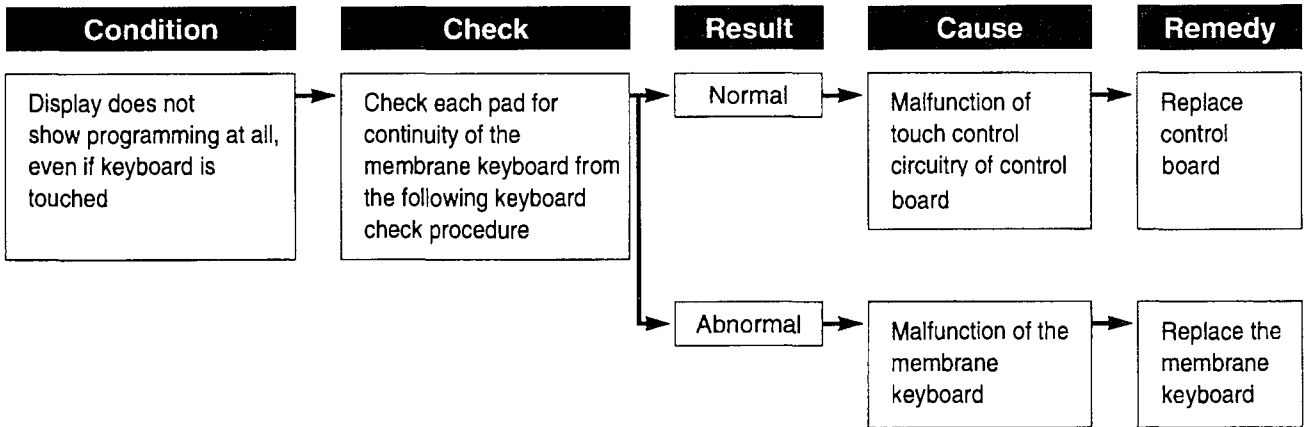 Condition
Check
Result
Cause
Remedy
Display does not
show programming at all,
even if keyboard is
touched
Check each pad for
continuity of the
membrane keyboard from
the following keyboard
check procedure
Normal
Malfunction of
touch control
circuitry of control
board
Replace
control
board
Abnormal
Malfunction of the
membrane
keyboard
Replace the
membrane
keyboard